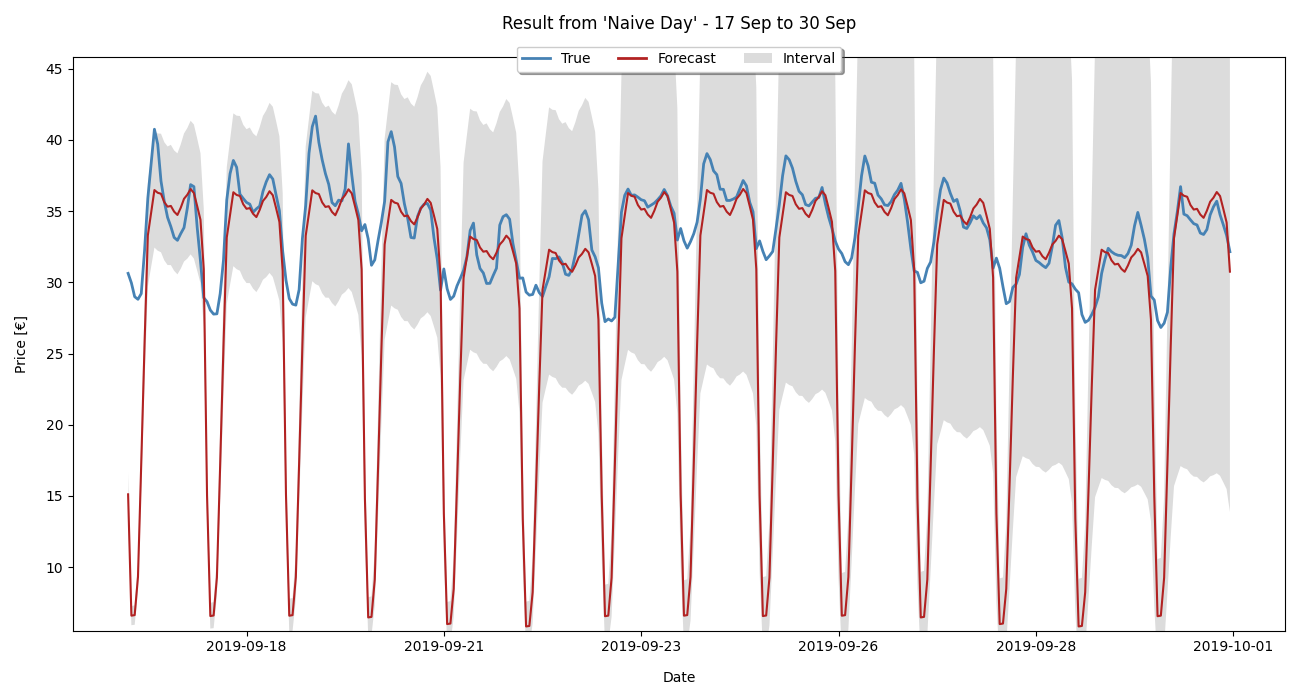 Result from 'Naive Day' - 17 Sep to 30 Sep
True Forecast Interval
45
40
35
30
25
20
15
10
Price [€]
2019-09-18 2019-09-21 2019-09-23 2019-09-26 2019-09-28 2019-10-01
Date